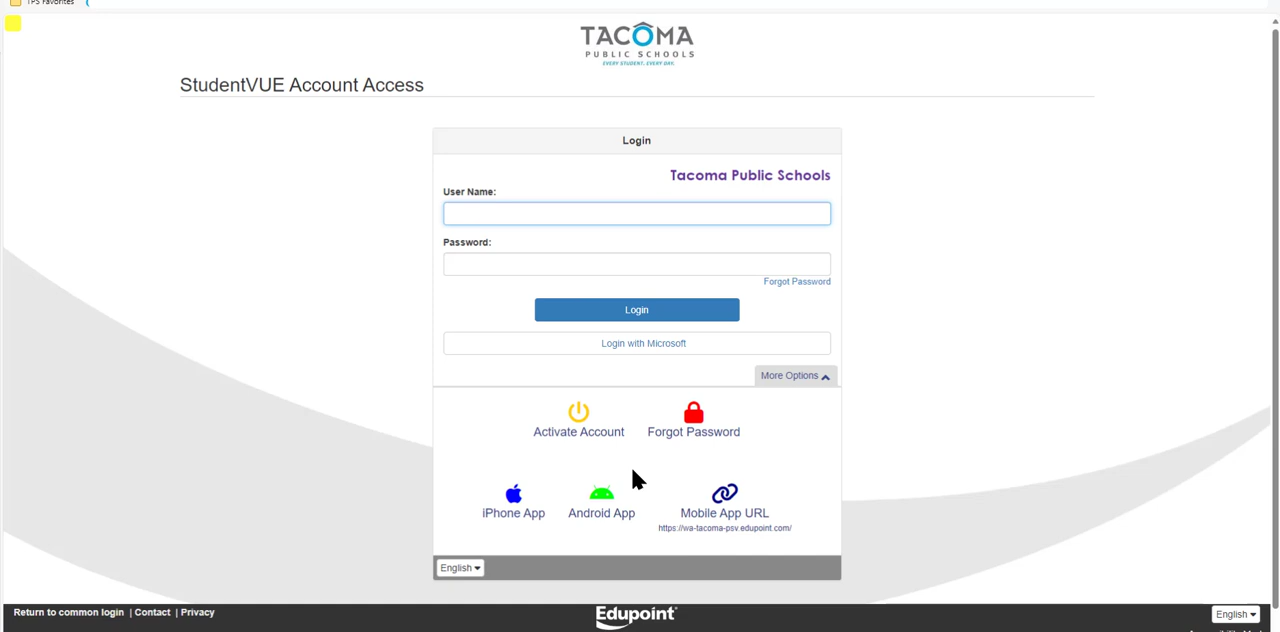 TPS Favorites
TACOMA
PUBLIC SCHOOLS
EVERY STUDENT. EVERY DAY.
StudentVUE Account Access
Login
Tacoma Public Schools
User Name:
Password:
Forgot Password
Login
Login with Microsoft
More Options
Activate Account Forgot Password
iPhone App Android App Mobile App URL
https://wa-tacoma-psv.edupoint.com/
English
Return to common login | Contact | Privacy Edupoint English